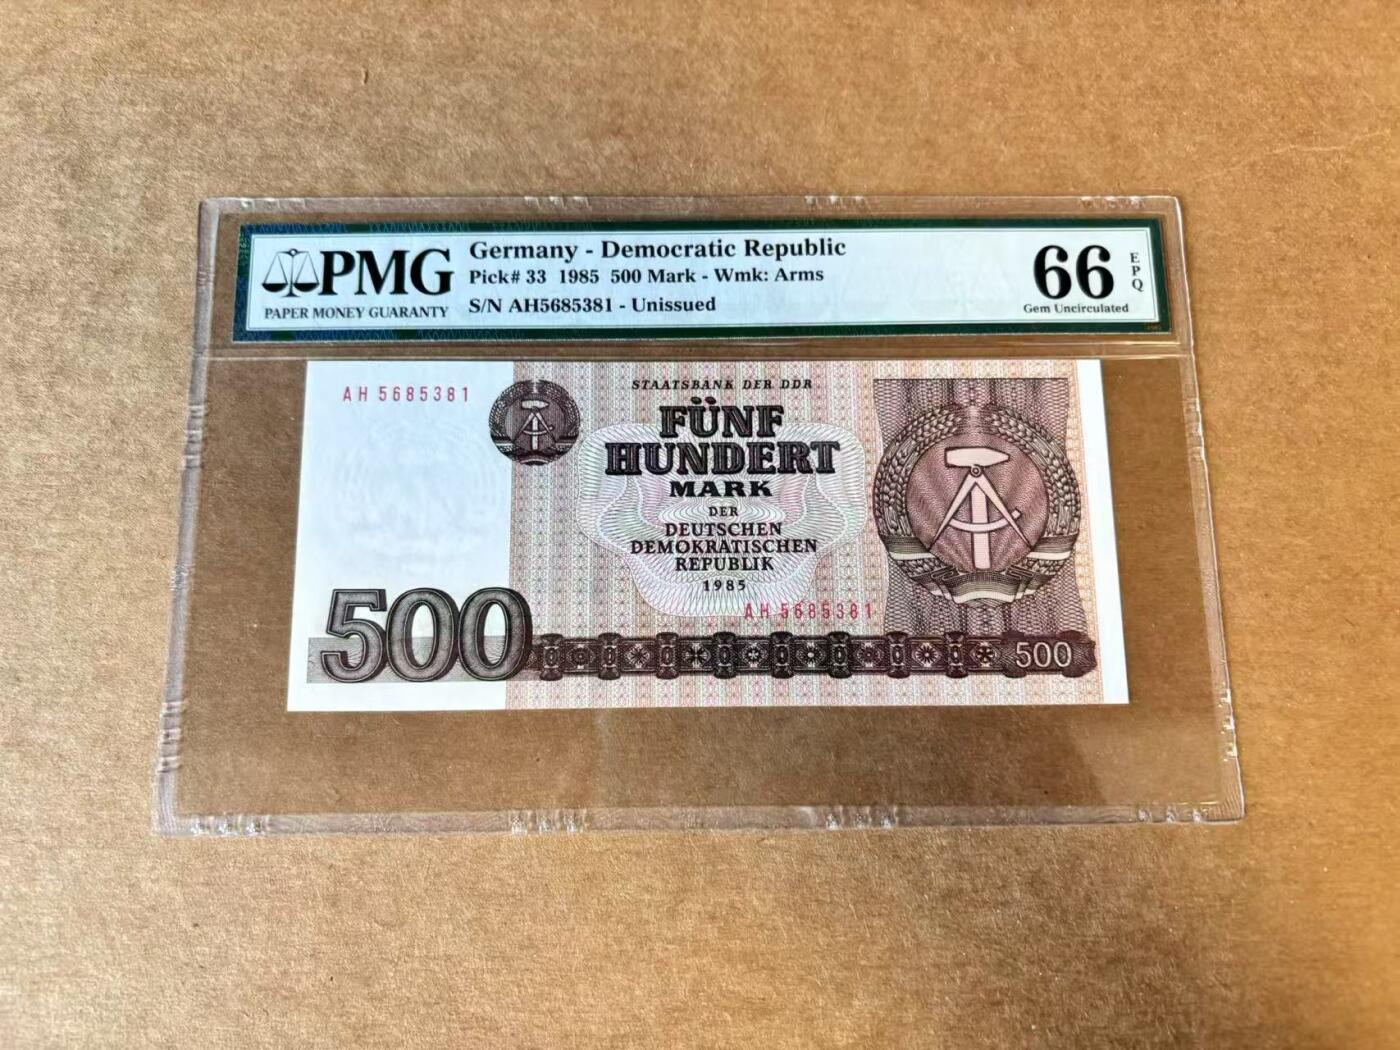 PMG
PAPER MONEY GUARANTY
Germany - Democratic Republic
Pick# 33 1985 500 Mark - Wmk: Arms
S/N AH5685381 - Unissued
66
EPQ
Gem Uncirculated
AH 5685381
STAATSBANK DER DDR
FÜNF
HUNDERT
MARK
DER
DEUTSCHEN
DEMOKRATISCHEN
REPUBLIK
1985
AH 5685381
500
500